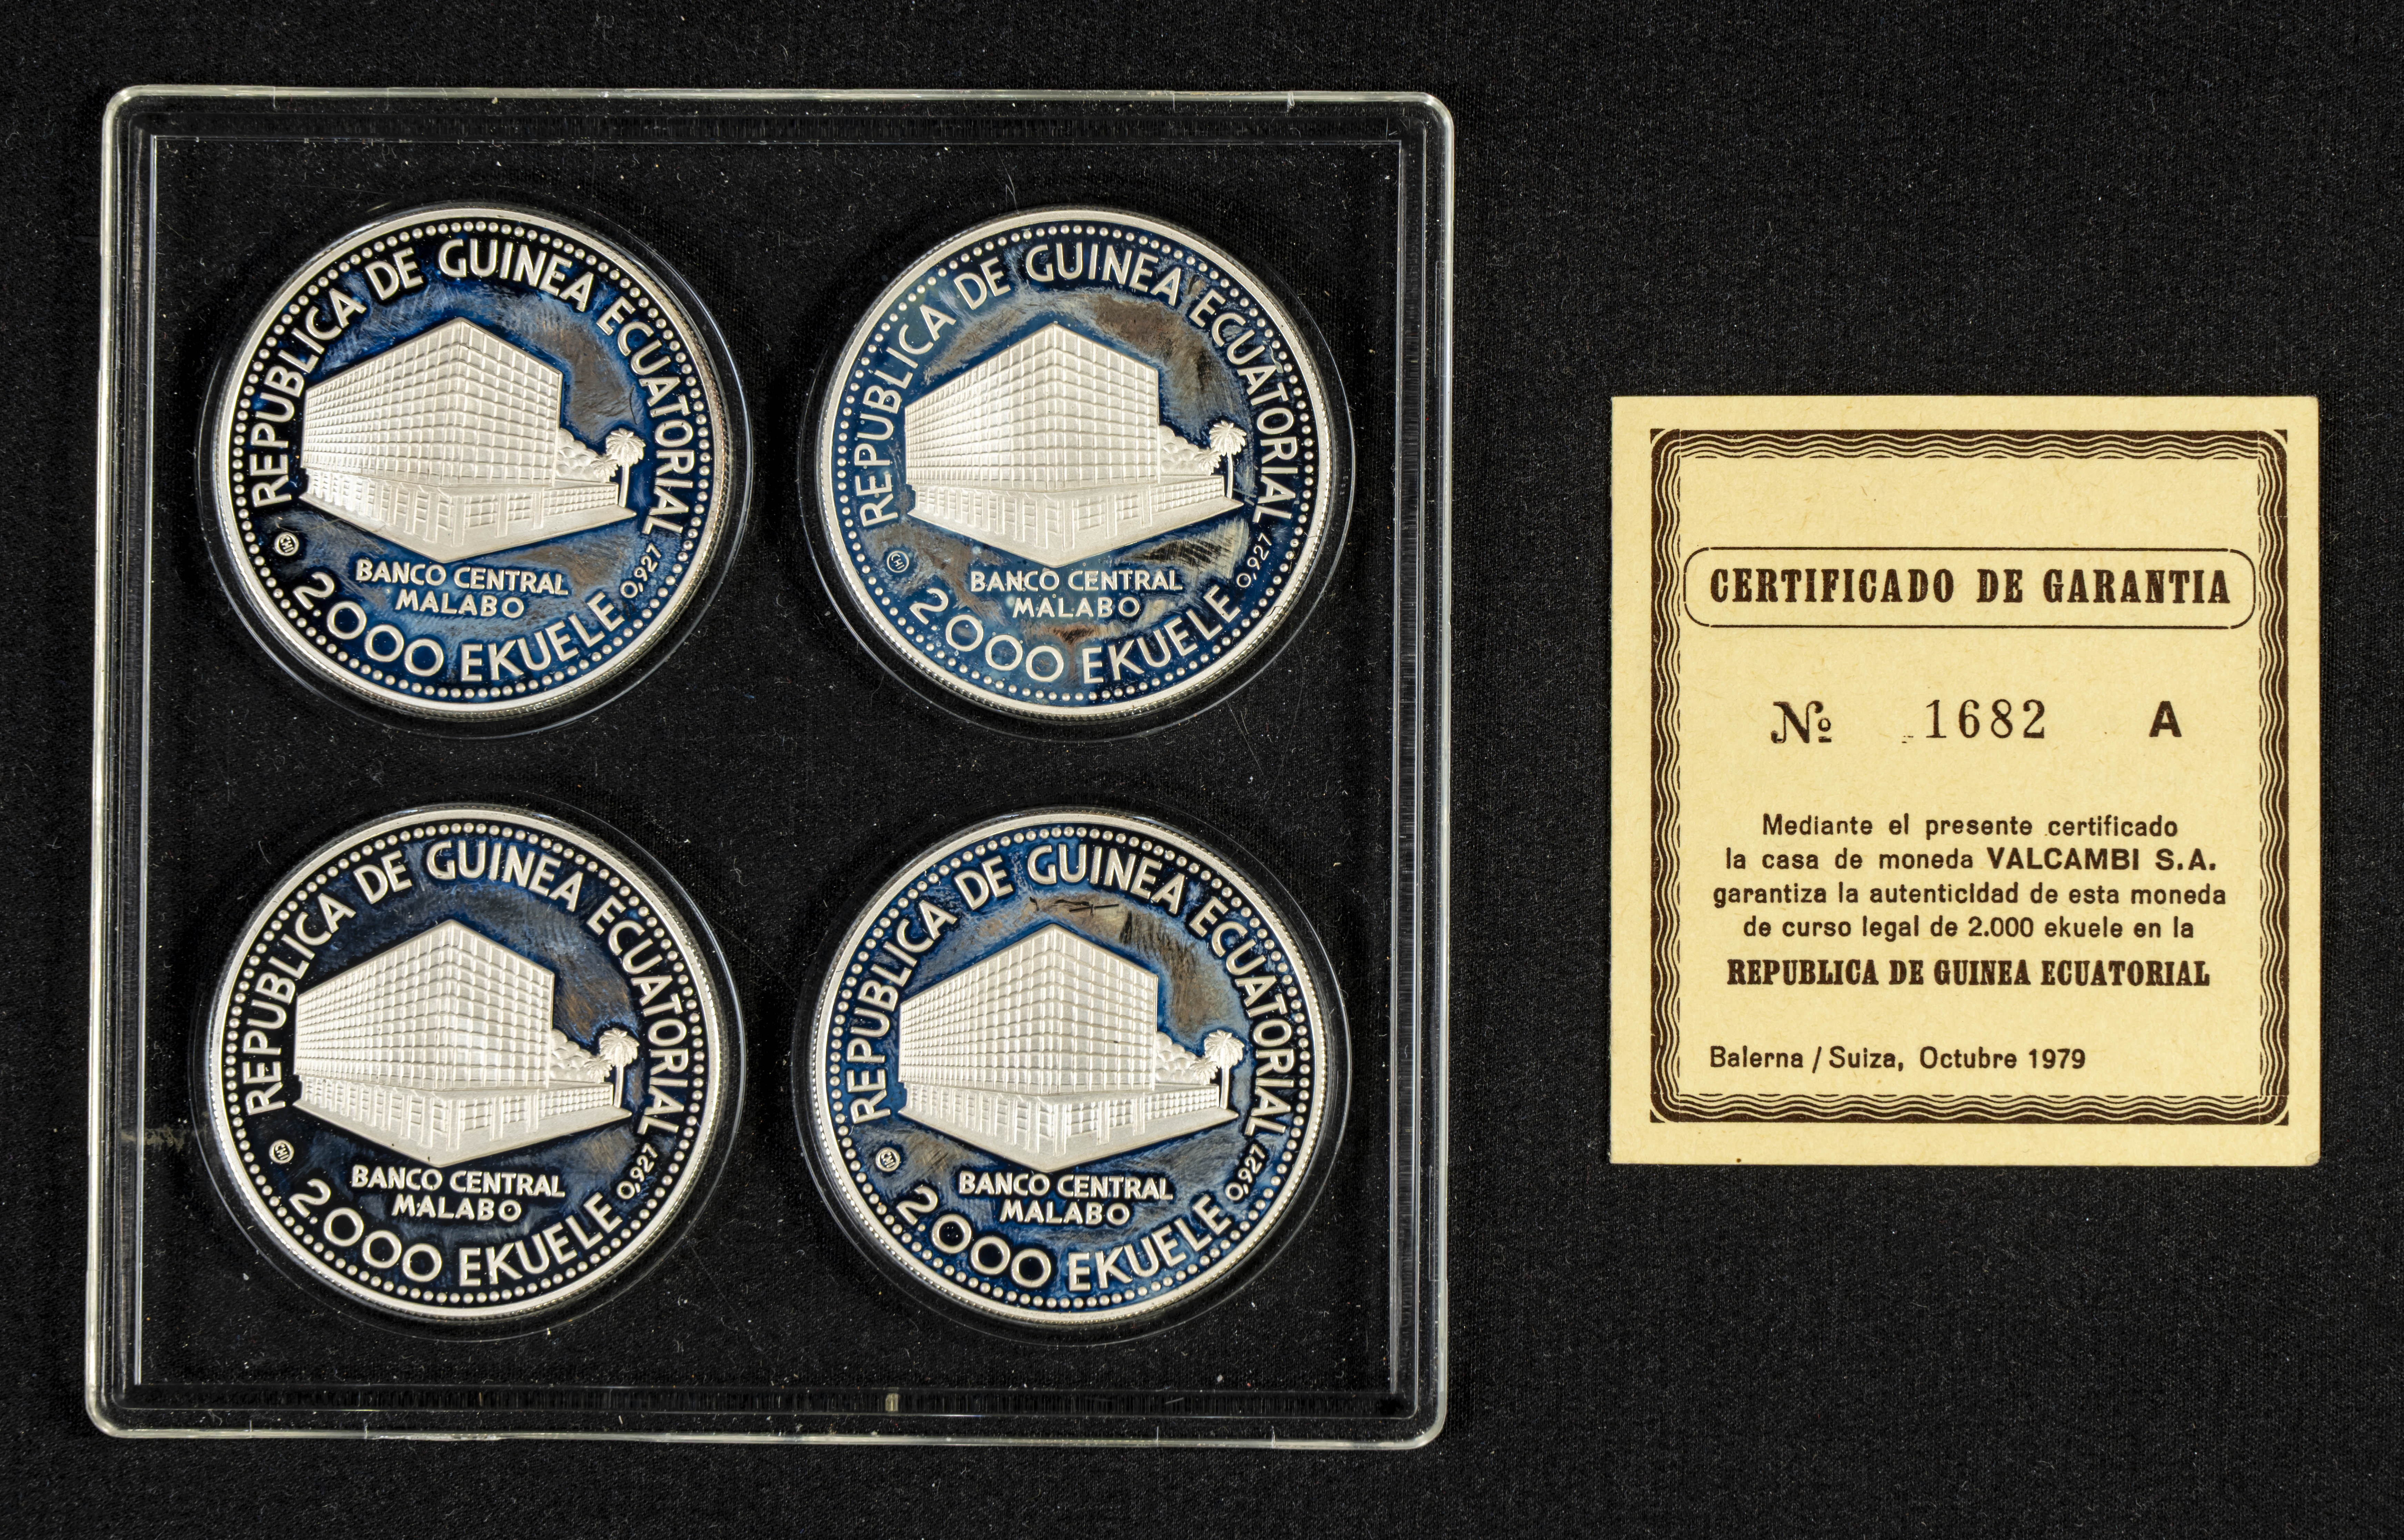 REPUBLICA DE GUINEA ECUATORIAL
BANCO CENTRAL
MALABO
2.000 EKUELE 0,927
CHI
REPUBLICA DE GUINEA ECUATORIAL
BANCO CENTRAL
MALABO
2.000 EKUELE 0,927
CHI
REPUBLICA DE GUINEA ECUATORIAL
BANCO CENTRAL
MALABO
2.000 EKUELE 0,927
CHI
REPUBLICA DE GUINEA ECUATORIAL
BANCO CENTRAL
MALABO
2.000 EKUELE 0,927
CHI
CERTIFICADO DE GARANTIA
Nº 1682 A
Mediante el presente certificado
la casa de moneda VALCAMBI S.A.
garantiza la autenticidad de esta moneda
de curso legal de 2.000 ekuele en la
REPUBLICA DE GUINEA ECUATORIAL
Balerna / Suiza, Octubre 1979